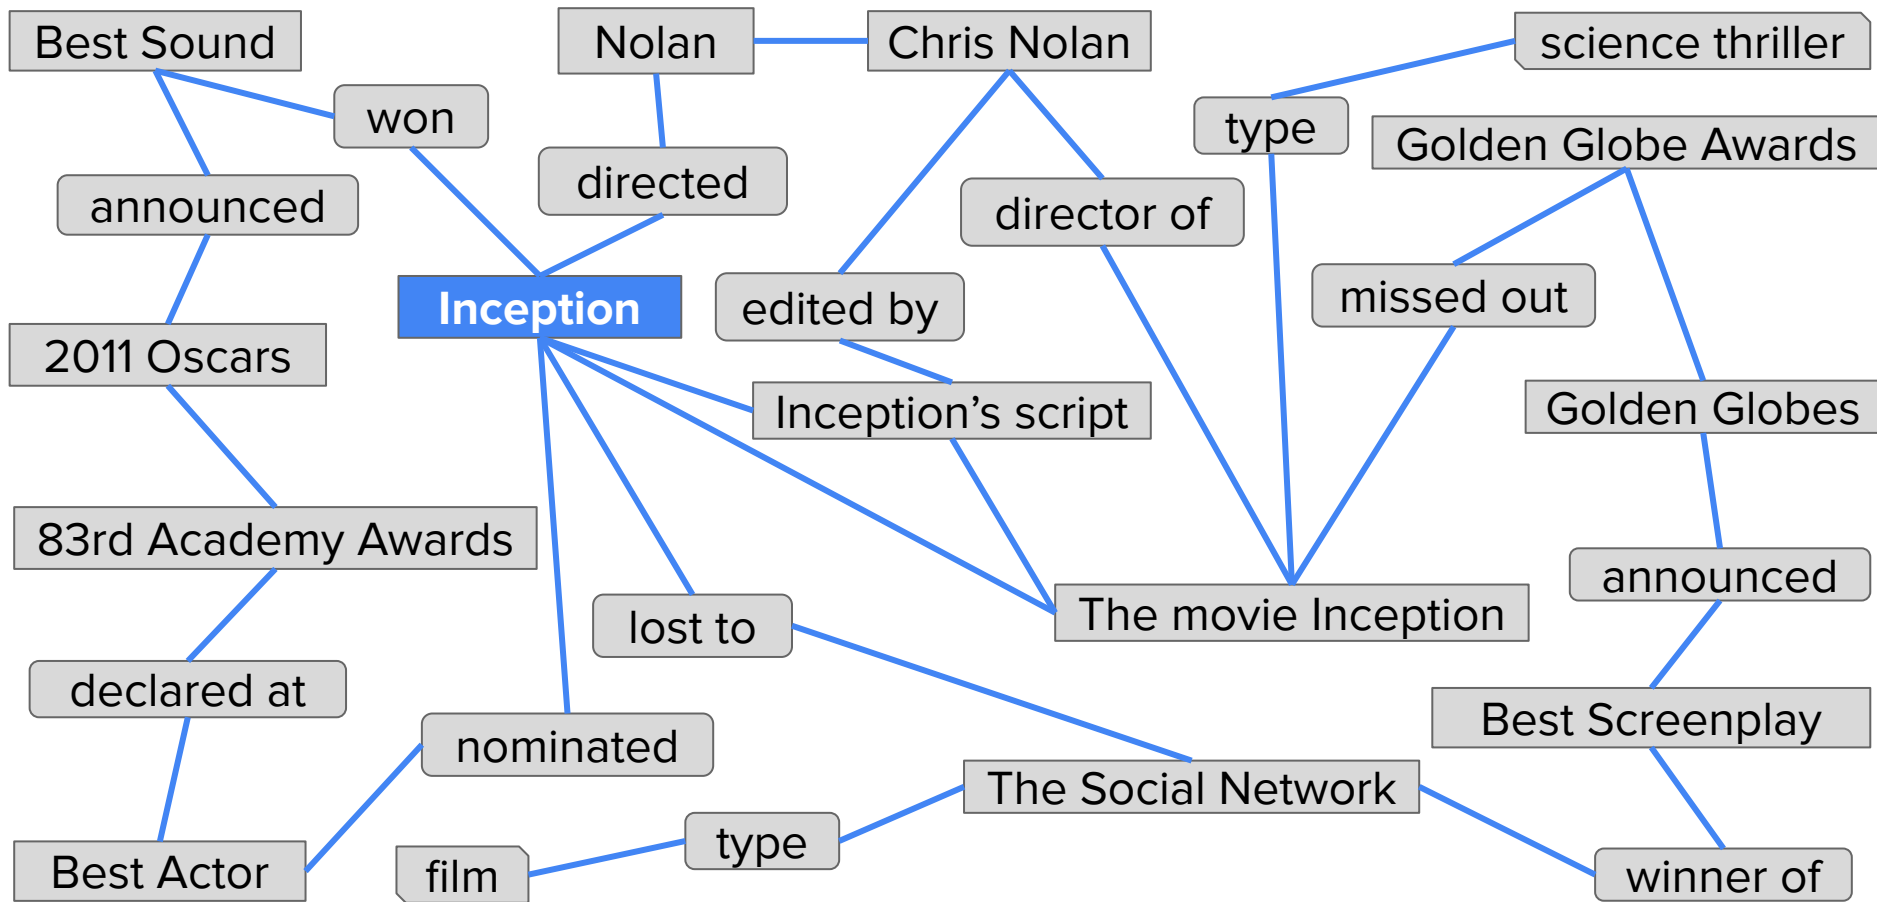 Best Sound
Nolan
Chris Nolan
science thriller
won
type
Golden Globe Awards
directed
announced
director of
Inception
edited by
missed out
2011 Oscars
Inception’s script
Golden Globes
83rd Academy Awards
announced
The movie Inception
lost to
declared at
Best Screenplay
nominated
The Social Network
type
Best Actor
film
winner of